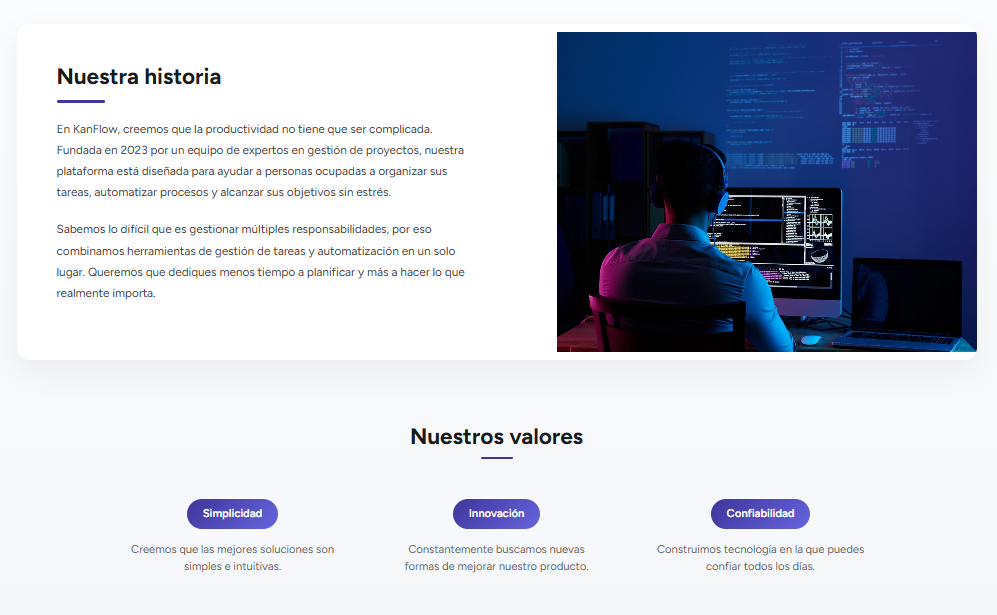 Nuestra historia
En KanFlow, creemos que la productividad no tiene que ser complicada.
Fundada en 2023 por un equipo de expertos en gestión de proyectos, nuestra
plataforma está diseñada para ayudar a personas ocupadas a organizar sus
tareas, automatizar procesos y alcanzar sus objetivos sin estrés.
Sabemos lo difícil que es gestionar múltiples responsabilidades, por eso
combinamos herramientas de gestión de tareas y automatización en un solo
lugar. Queremos que dediques menos tiempo a planificar y más a hacer lo que
realmente importa.
Nuestros valores
Simplicidad
Creemos que las mejores soluciones son
simples e intuitivas.
Innovación
Constantemente buscamos nuevas
formas de mejorar nuestro producto.
Confiabilidad
Construimos tecnología en la que puedes
confiar todos los días.